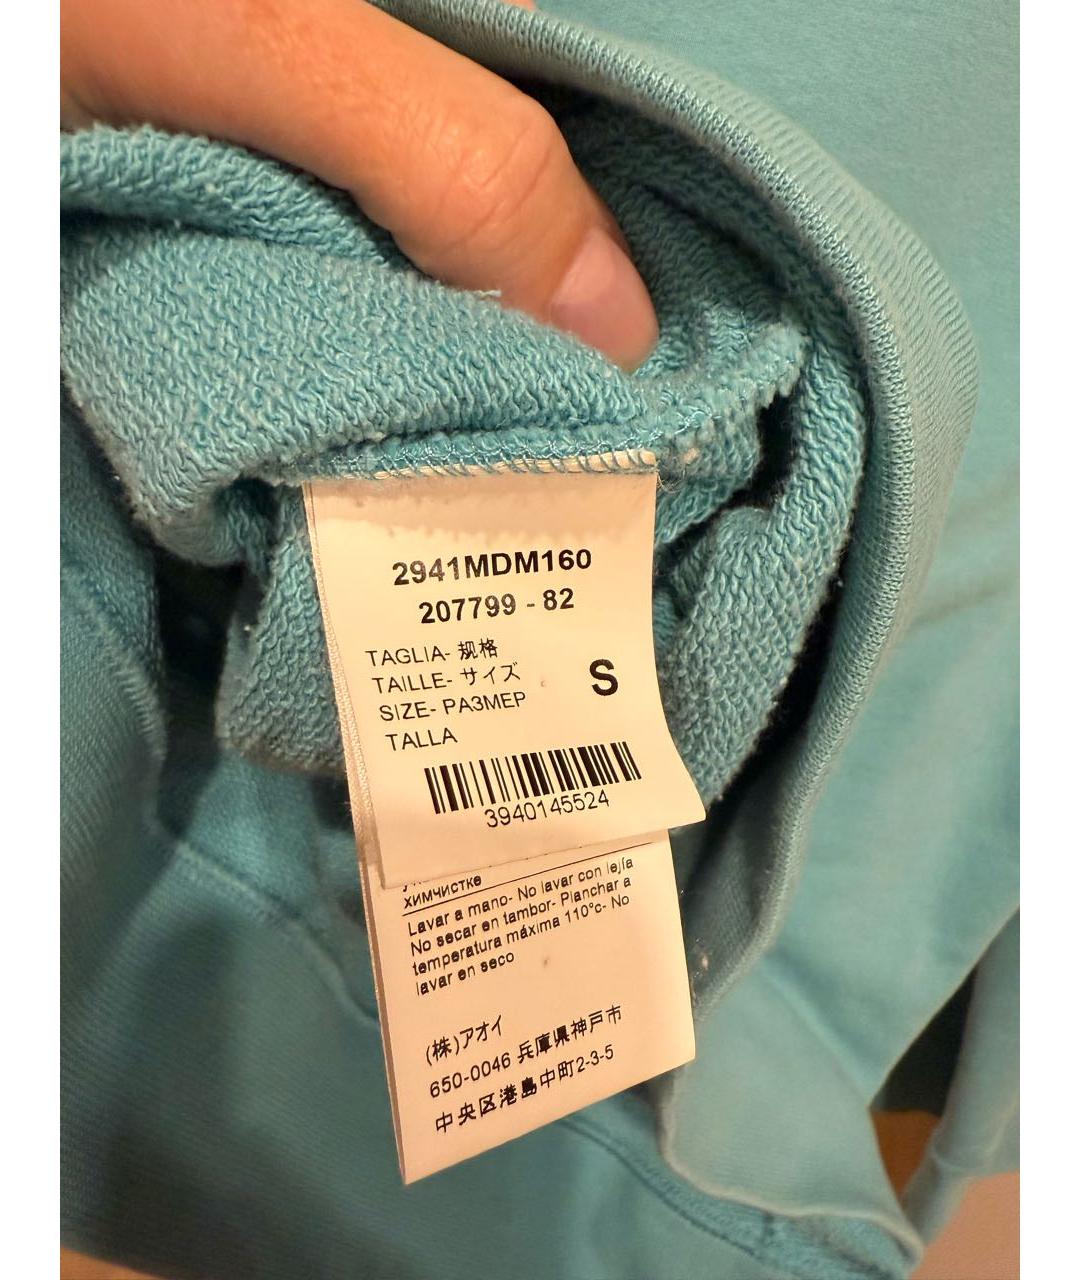 2941MDM160
207799 - 82
TAGLIA- 规格
TAILLE- サイズ
SIZE- РАЗМЕР
TALLA
S
3940145524
химчистке
Lavar a mano- No lavar con lejía
No secar en tambor- Planchar a
temperatura máxima 110°c- No
lavar en seco
(株)アオイ
650-0046 兵庫県神戸市
中央区港島中町2-3-5